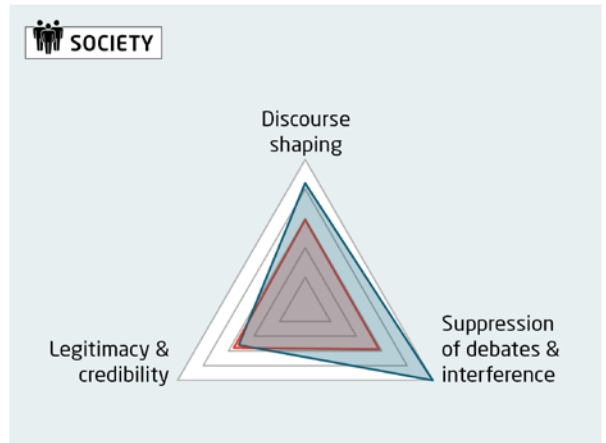 SOCIETY
Discourse
shaping
Legitimacy &
credibility
Suppression
of debates &
interference